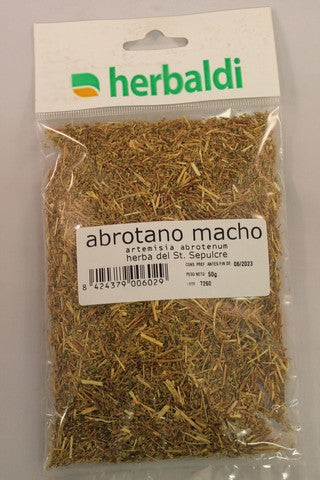 herbaldi
abrotano macho
artemisia abrotenum
herba del St. Sepulcre
CONS. PREF. ANTES FIN DE 06/2023
PESO NETO 50g
7260
8 424379 006029